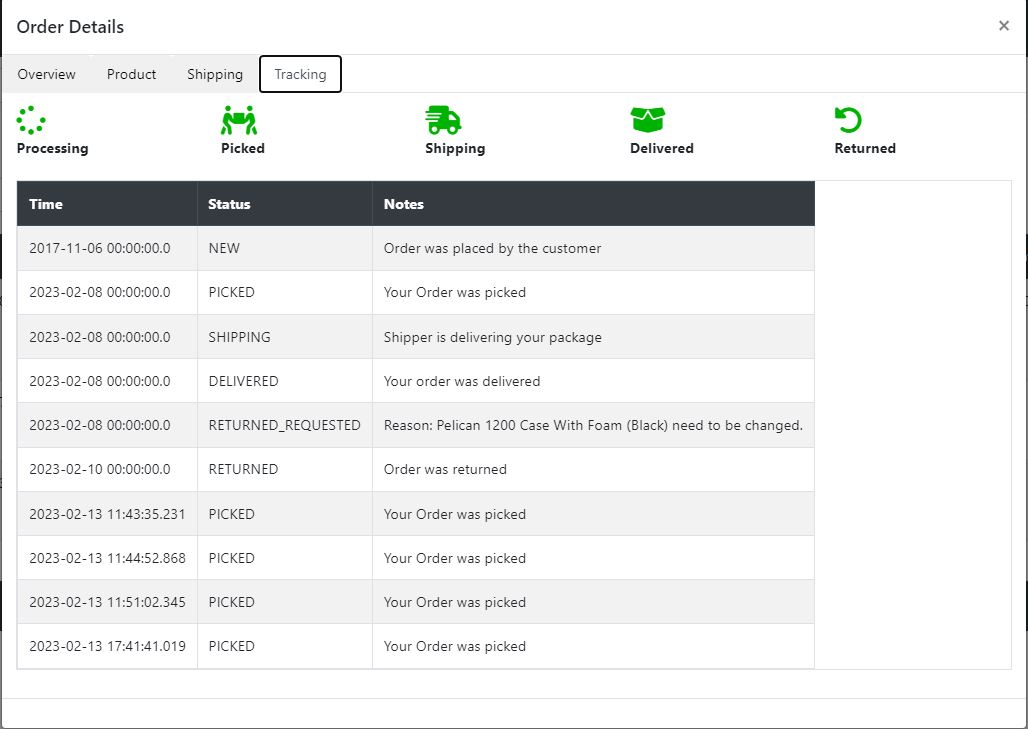 Order Details ×
Overview Product Shipping Tracking
Processing Picked Shipping Delivered Returned
Time Status Notes
2017-11-06 00:00:00.0 NEW Order was placed by the customer
2023-02-08 00:00:00.0 PICKED Your Order was picked
2023-02-08 00:00:00.0 SHIPPING Shipper is delivering your package
2023-02-08 00:00:00.0 DELIVERED Your order was delivered
2023-02-08 00:00:00.0 RETURNED_REQUESTED Reason: Pelican 1200 Case With Foam (Black) need to be changed.
2023-02-10 00:00:00.0 RETURNED Order was returned
2023-02-13 11:43:35.231 PICKED Your Order was picked
2023-02-13 11:44:52.868 PICKED Your Order was picked
2023-02-13 11:51:02.345 PICKED Your Order was picked
2023-02-13 17:41:41.019 PICKED Your Order was picked